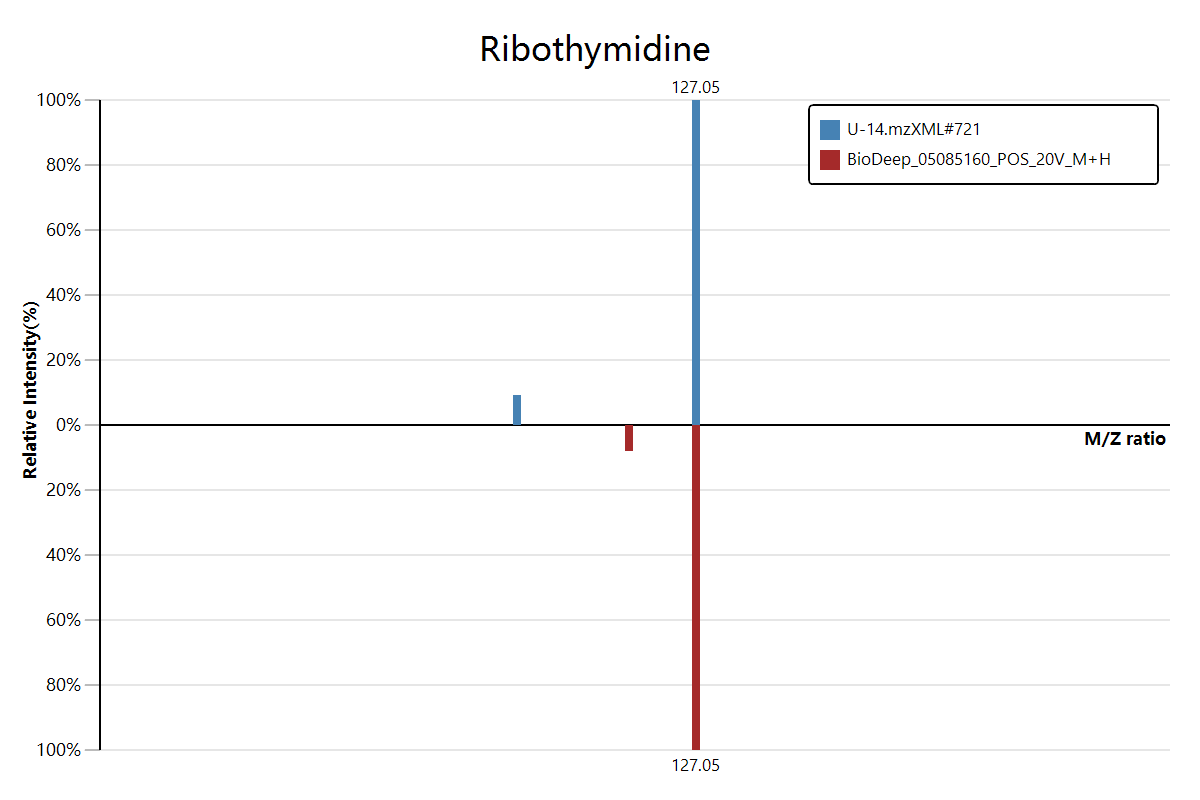 Ribothymidine
127.05
100%
U-14.mzXML#721
BioDeep_05085160_POS_20V_M+H
80%
60%
40%
20%
0%
Relative Intensity(%)
M/Z ratio
20%
40%
60%
80%
100%
127.05